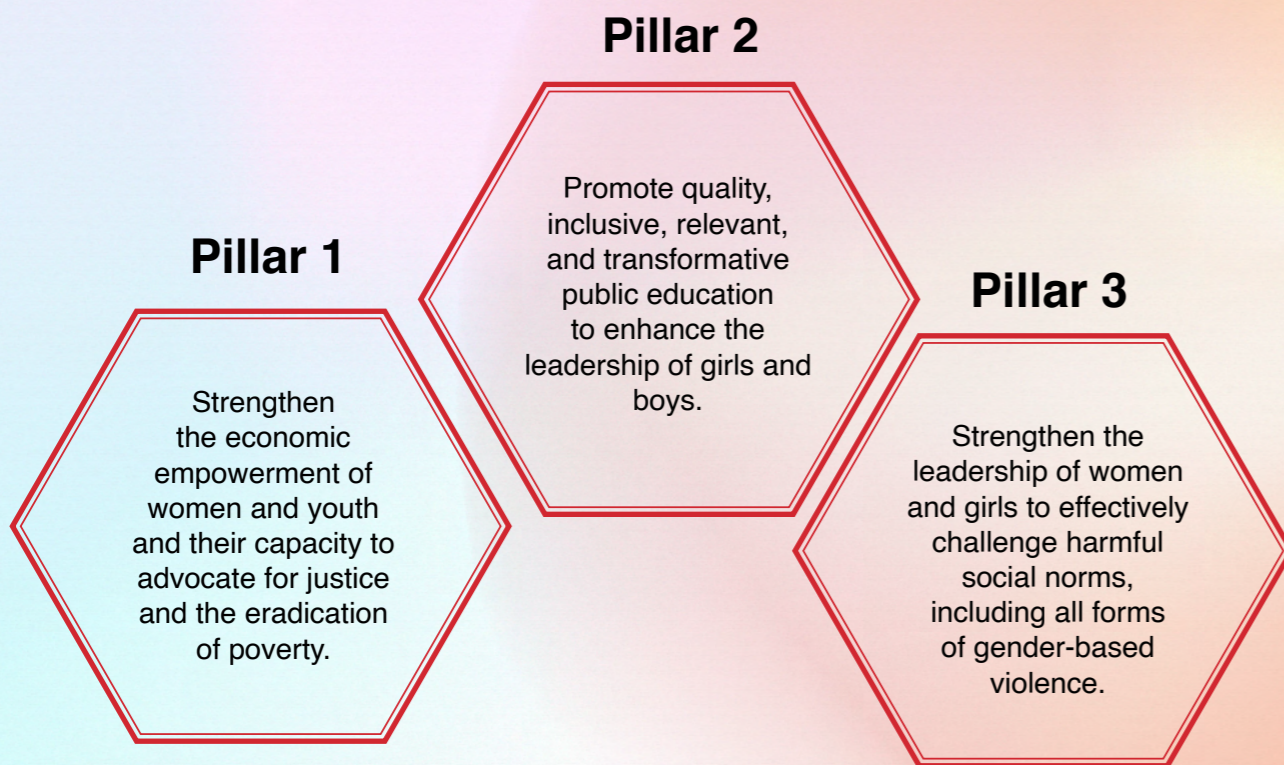 Pillar 1
Strengthen
the economic
empowerment of
women and youth
and their capacity to
advocate for justice
and the eradication
of poverty.
Pillar 2
Promote quality,
inclusive, relevant,
and transformative
public education
to enhance the
leadership of girls and
boys.
Pillar 3
Strengthen the
leadership of women
and girls to effectively
challenge harmful
social norms,
including all forms
of gender-based
violence.